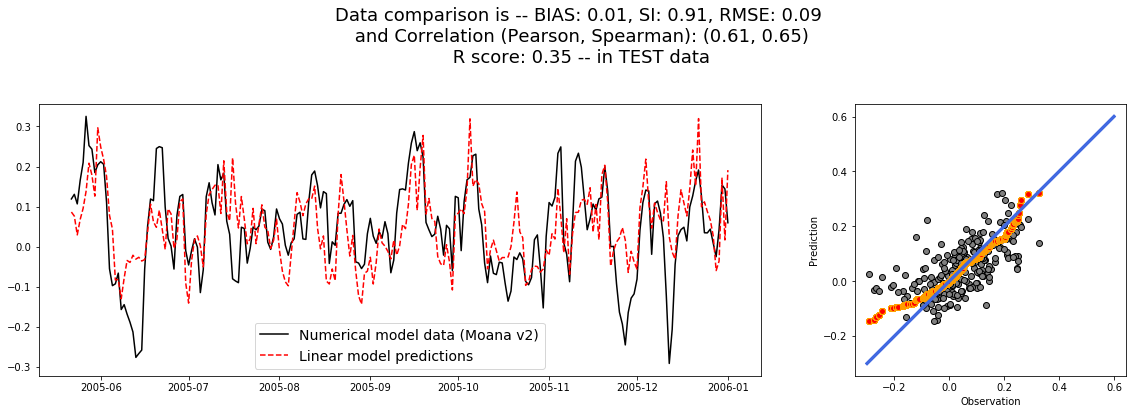 Data comparison is -- BIAS: 0.01, SI: 0.91, RMSE: 0.09
and Correlation (Pearson, Spearman): (0.61, 0.65)
R score: 0.35 -- in TEST data
0.3
0.2
0.1
0.0
−0.1
−0.2
−0.3
2005-06 2005-07 2005-08 2005-09 2005-10 2005-11 2005-12 2006-01
Numerical model data (Moana v2)
Linear model predictions
Prediction
0.6
0.4
0.2
0.0
−0.2
−0.2 0.0 0.2 0.4 0.6
Observation